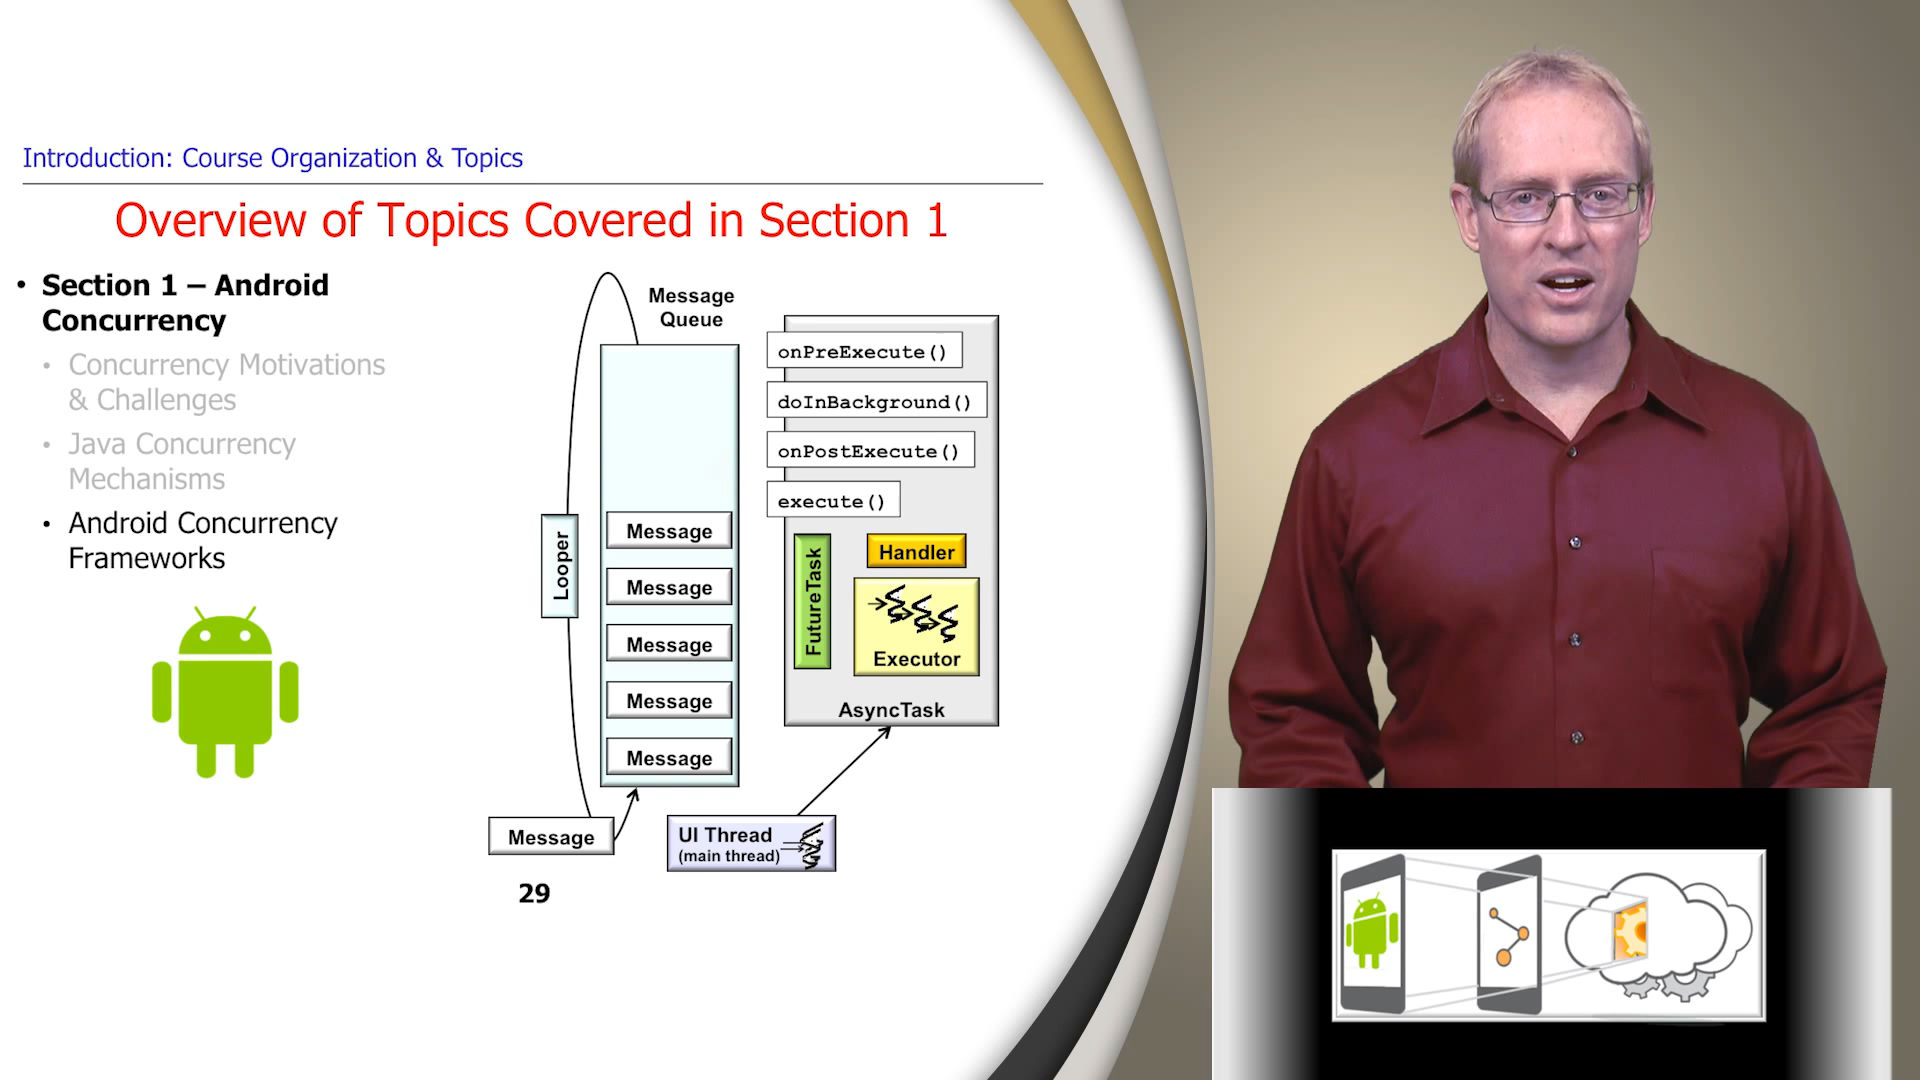 Introduction: Course Organization & Topics
Overview of Topics Covered in Section 1
• Section 1 – Android
Concurrency
• Concurrency Motivations
& Challenges
• Java Concurrency
Mechanisms
• Android Concurrency
Frameworks
Message
Queue
Looper
Message
Message
Message
Message
Message
Message
onPreExecute()
doInBackground()
onPostExecute()
execute()
FutureTask
Handler
Executor
AsyncTask
UI Thread
(main thread)
29